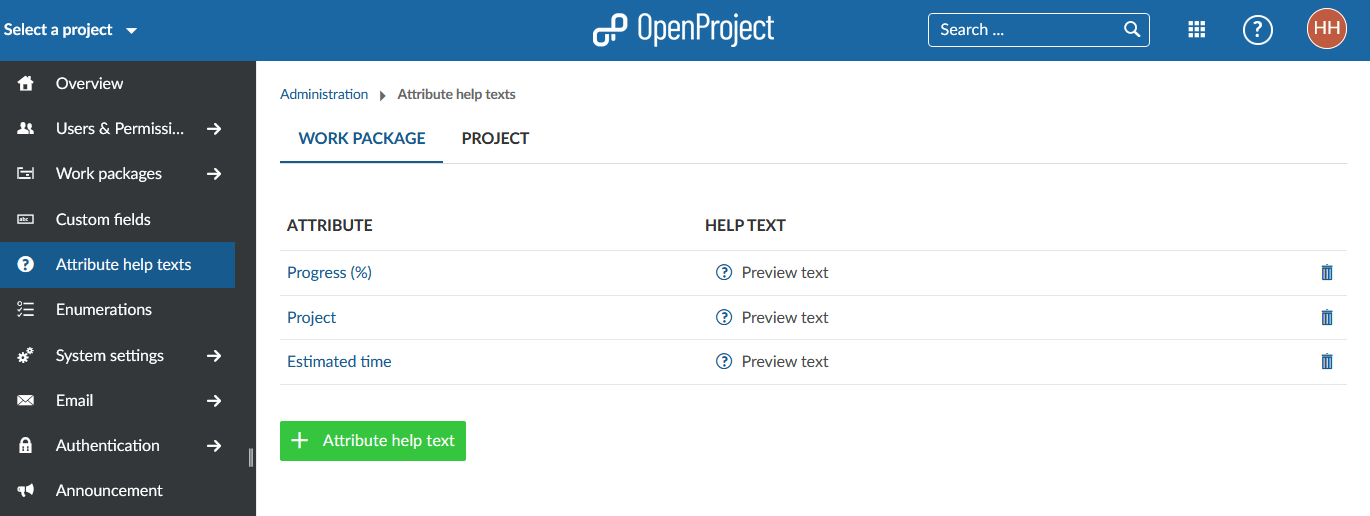 Select a project
OpenProject
Search ...
?
HH
Overview
Users & Permissi...
Work packages
abc Custom fields
? Attribute help texts
Enumerations
System settings
Email
Authentication
Announcement
Administration Attribute help texts
WORK PACKAGE PROJECT
ATTRIBUTE HELP TEXT
Progress (%) ? Preview text
Project ? Preview text
Estimated time ? Preview text
+ Attribute help text